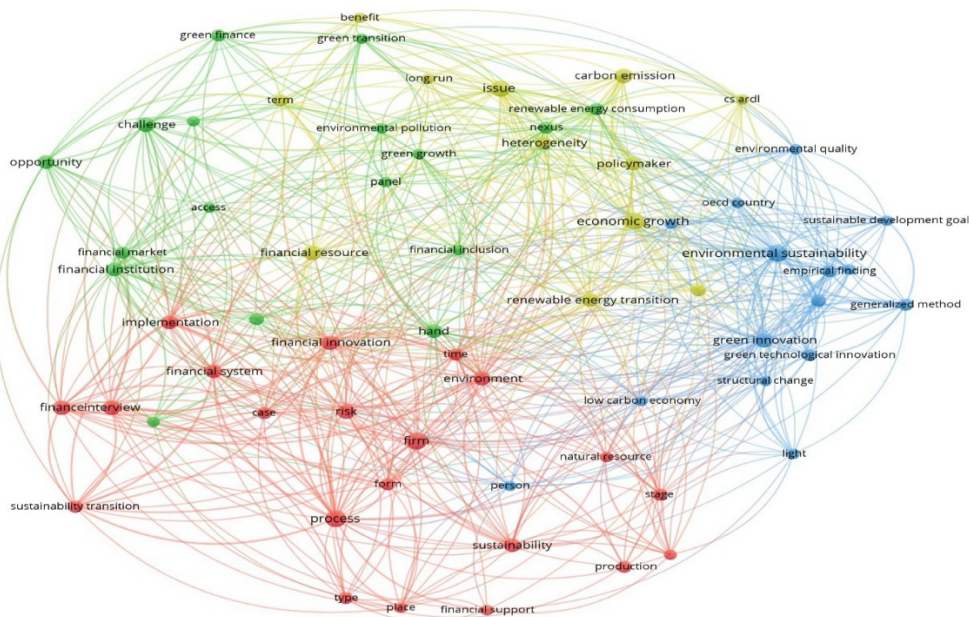 benefit
green finance
green transition
long run
issue
carbon emission
term
cs ardl
renewable energy consumption
challenge
environmental pollution
nexus
heterogeneity
environmental quality
opportunity
green growth
policymaker
panel
access
oecd country
economic growth
sustainable development goal
financial market
financial resource
financial inclusion
environmental sustainability
financial institution
empirical finding
renewable energy transition
generalized method
implementation
hand
financial innovation
green innovation
time
green technological innovation
financial system
environment
structural change
financeinterview
case
risk
low carbon economy
firm
natural resource
light
form
person
stage
sustainability transition
process
sustainability
production
type
place
financial support